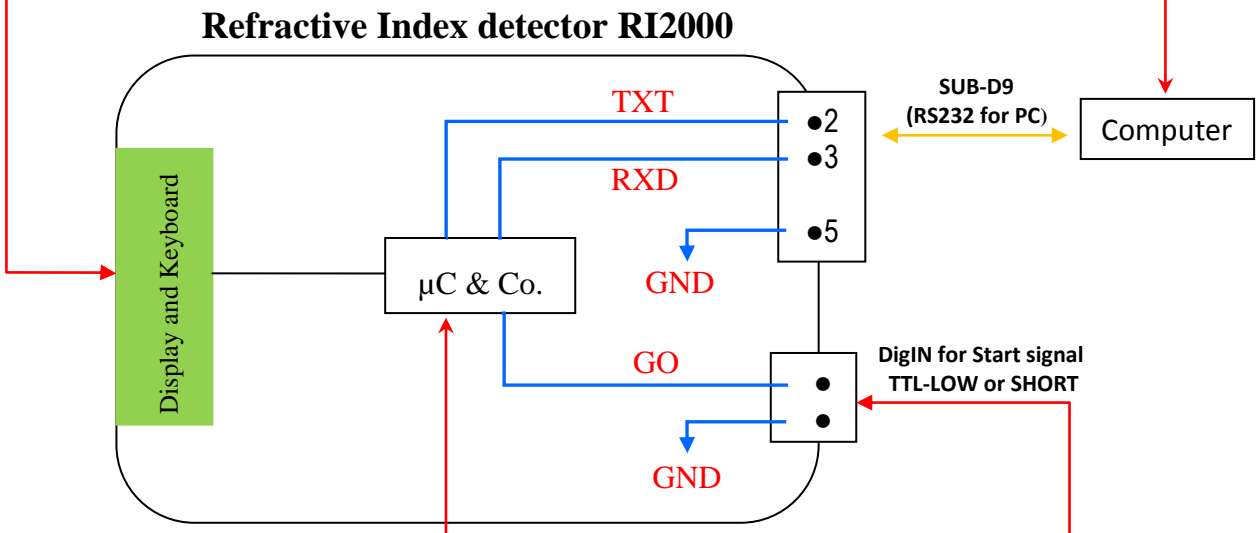 Refractive Index detector RI2000
TXT
RXD
GND
2
3
5
SUB-D9
(RS232 for PC)
Computer
Display and Keyboard
µC & Co.
GO
GND
DigIN for Start signal
TTL-LOW or SHORT